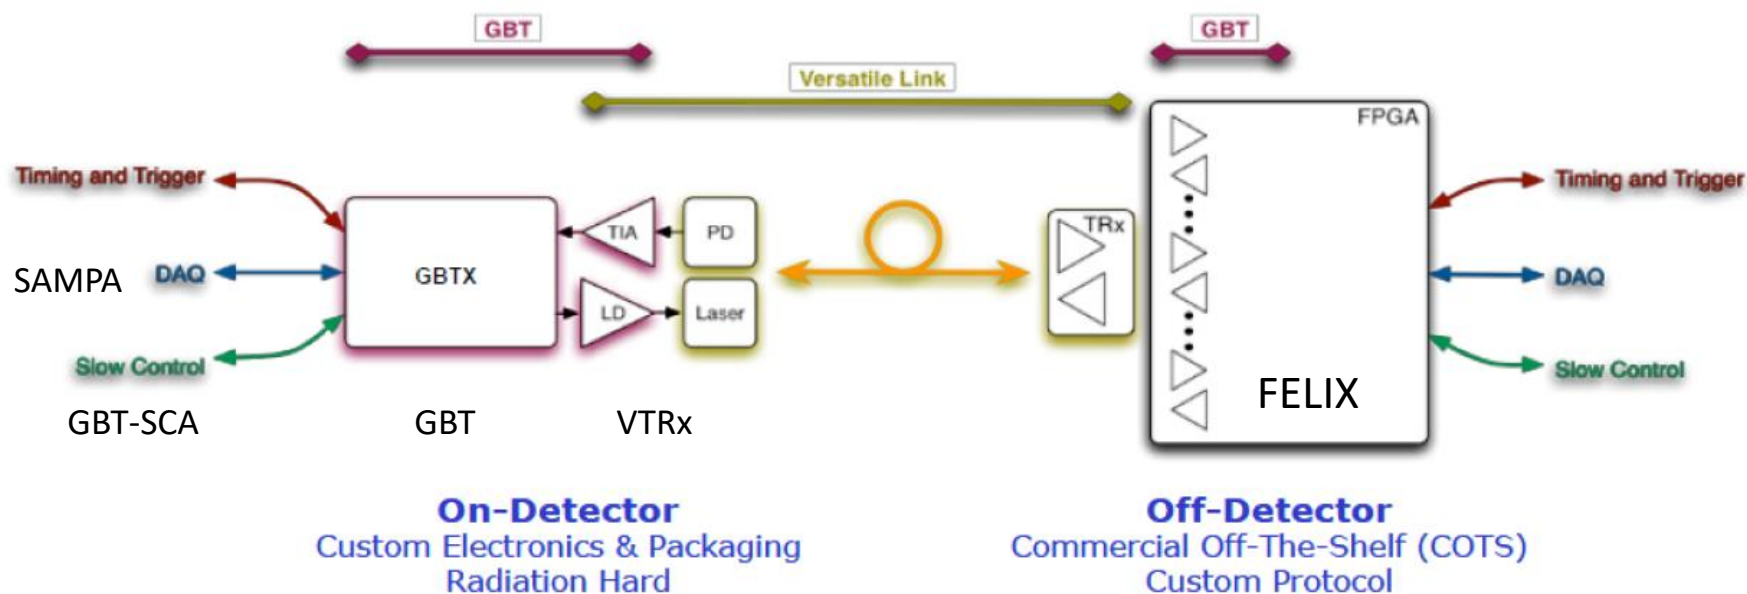 GBT
GBT
Versatile Link
FPGA
Timing and Trigger
Timing and Trigger
TIA
PD
TRx
SAMPA
DAQ
GBTX
DAQ
LD
Laser
Slow Control
Slow Control
FELIX
GBT-SCA
GBT
VTRx
On-Detector
Custom Electronics & Packaging
Radiation Hard
Off-Detector
Commercial Off-The-Shelf (COTS)
Custom Protocol